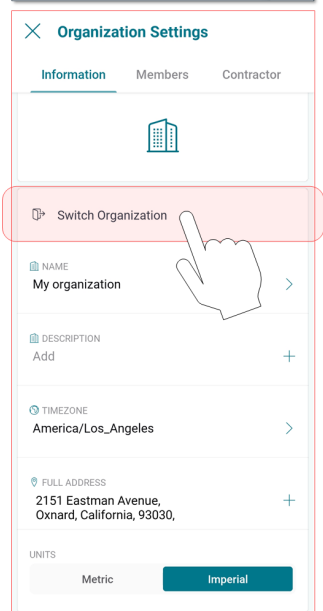 Organization Settings
Information Members Contractor
Switch Organization
NAME
My organization
DESCRIPTION
Add
TIMEZONE
America/Los_Angeles
FULL ADDRESS
2151 Eastman Avenue,
Oxnard, California, 93030,
UNITS
Metric Imperial